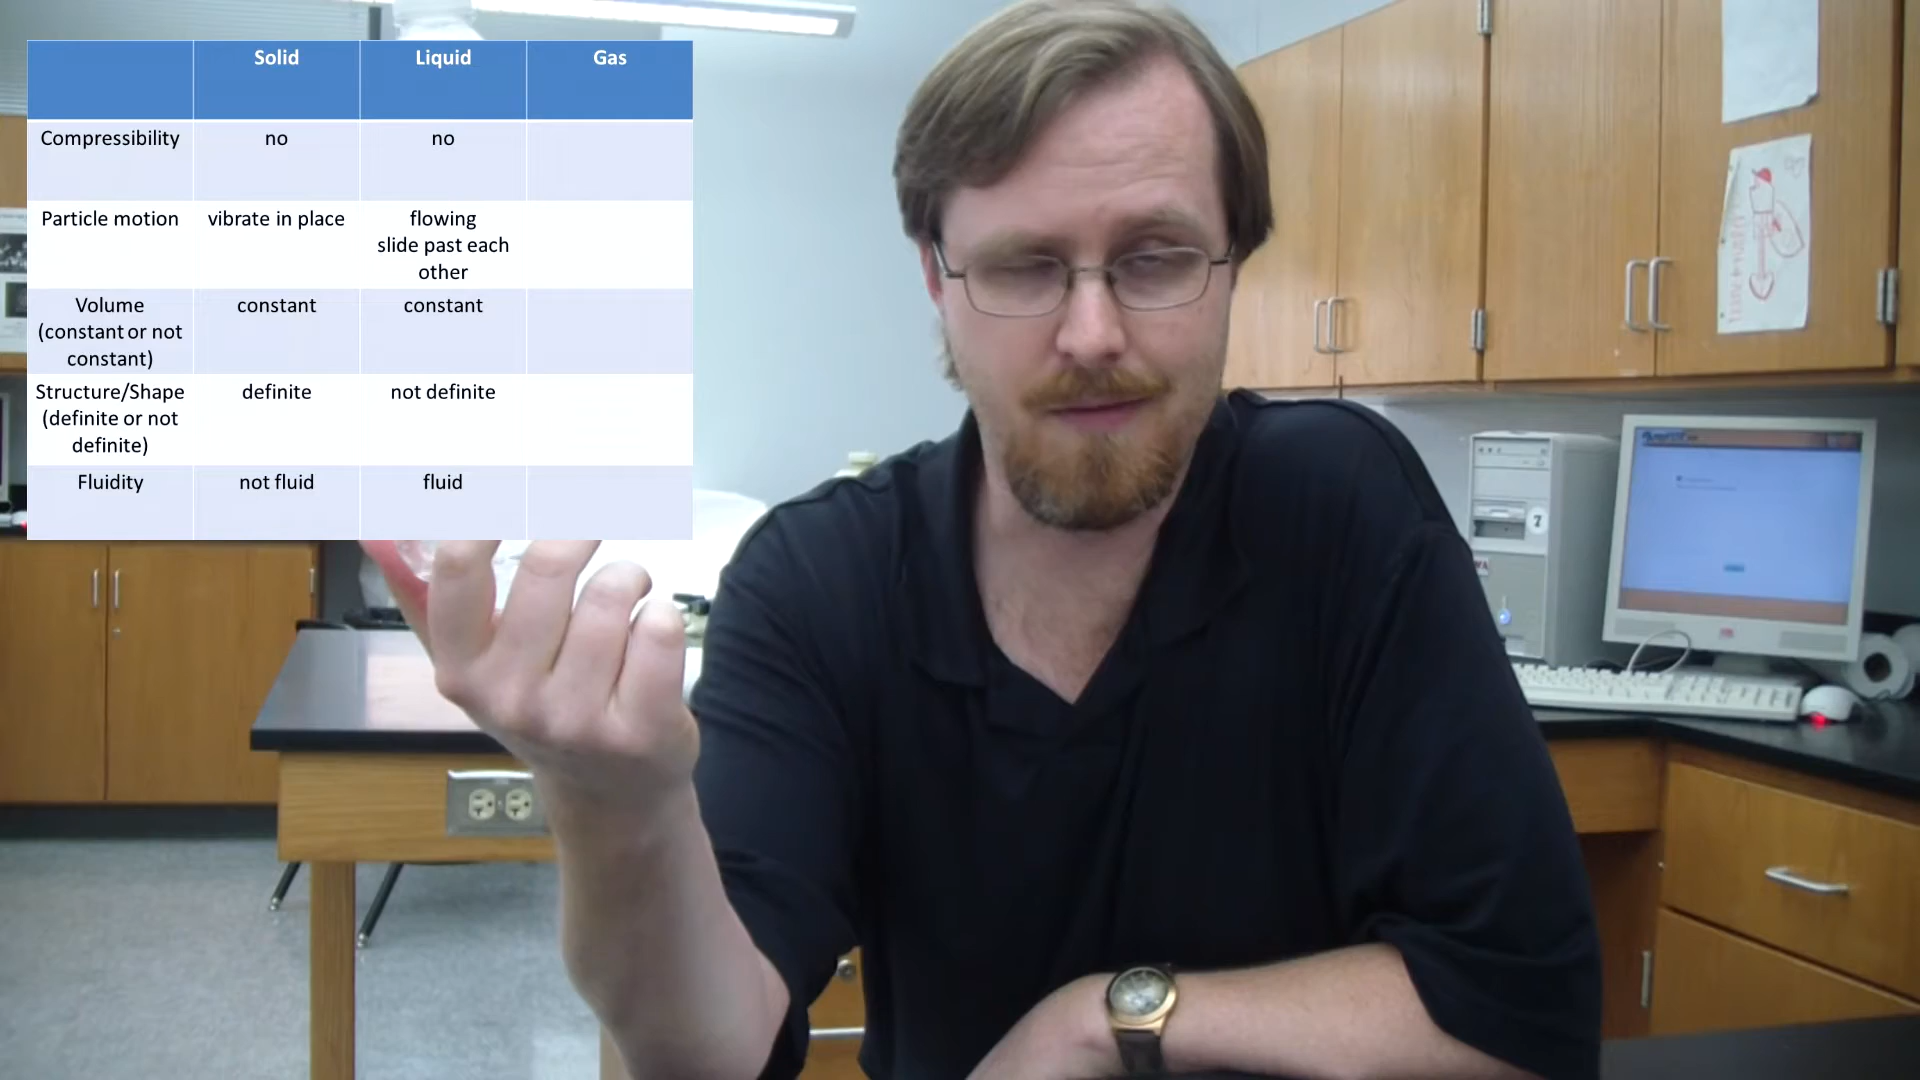 Solid Liquid Gas
Compressibility no no
Particle motion vibrate in place flowing
slide past each
other
Volume constant constant
(constant or not
constant)
Structure/Shape definite not definite
(definite or not
definite)
Fluidity not fluid fluid
7